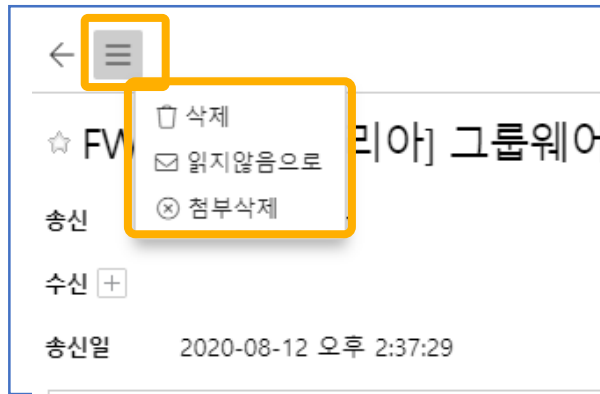 삭제
읽지않음으로
첨부삭제
☆ FW 리아] 그룹웨어
송신
수신
송신일 2020-08-12 오후 2:37:29